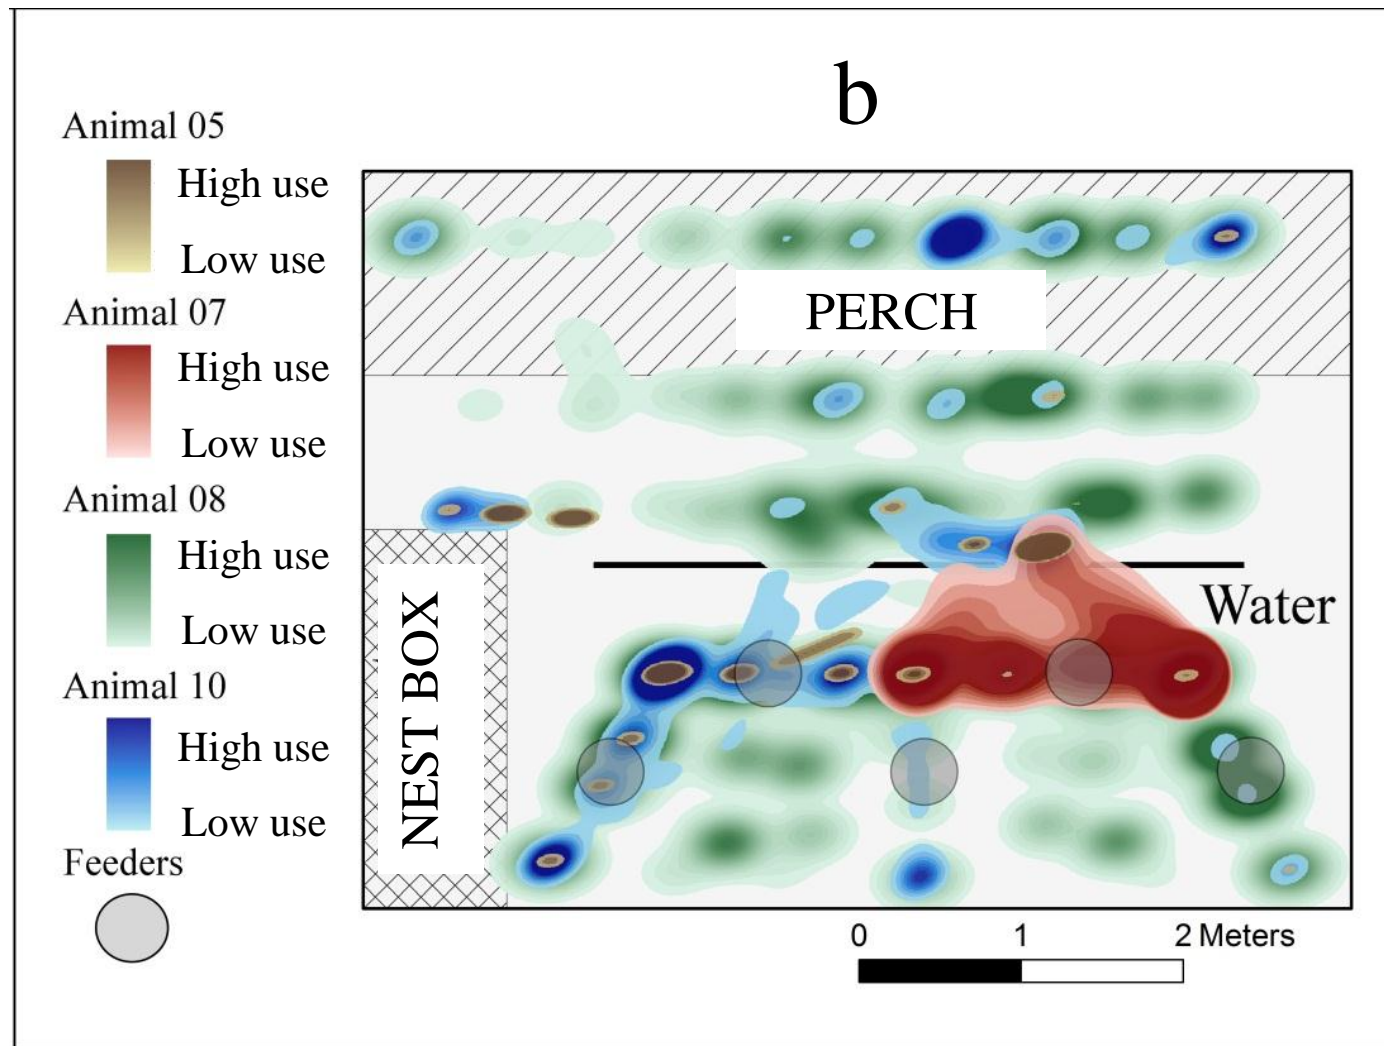 b
Animal 05
High use
Low use
Animal 07
High use
Low use
Animal 08
High use
Low use
Animal 10
High use
Low use
Feeders
PERCH
Water
NEST BOX
0 1 2 Meters